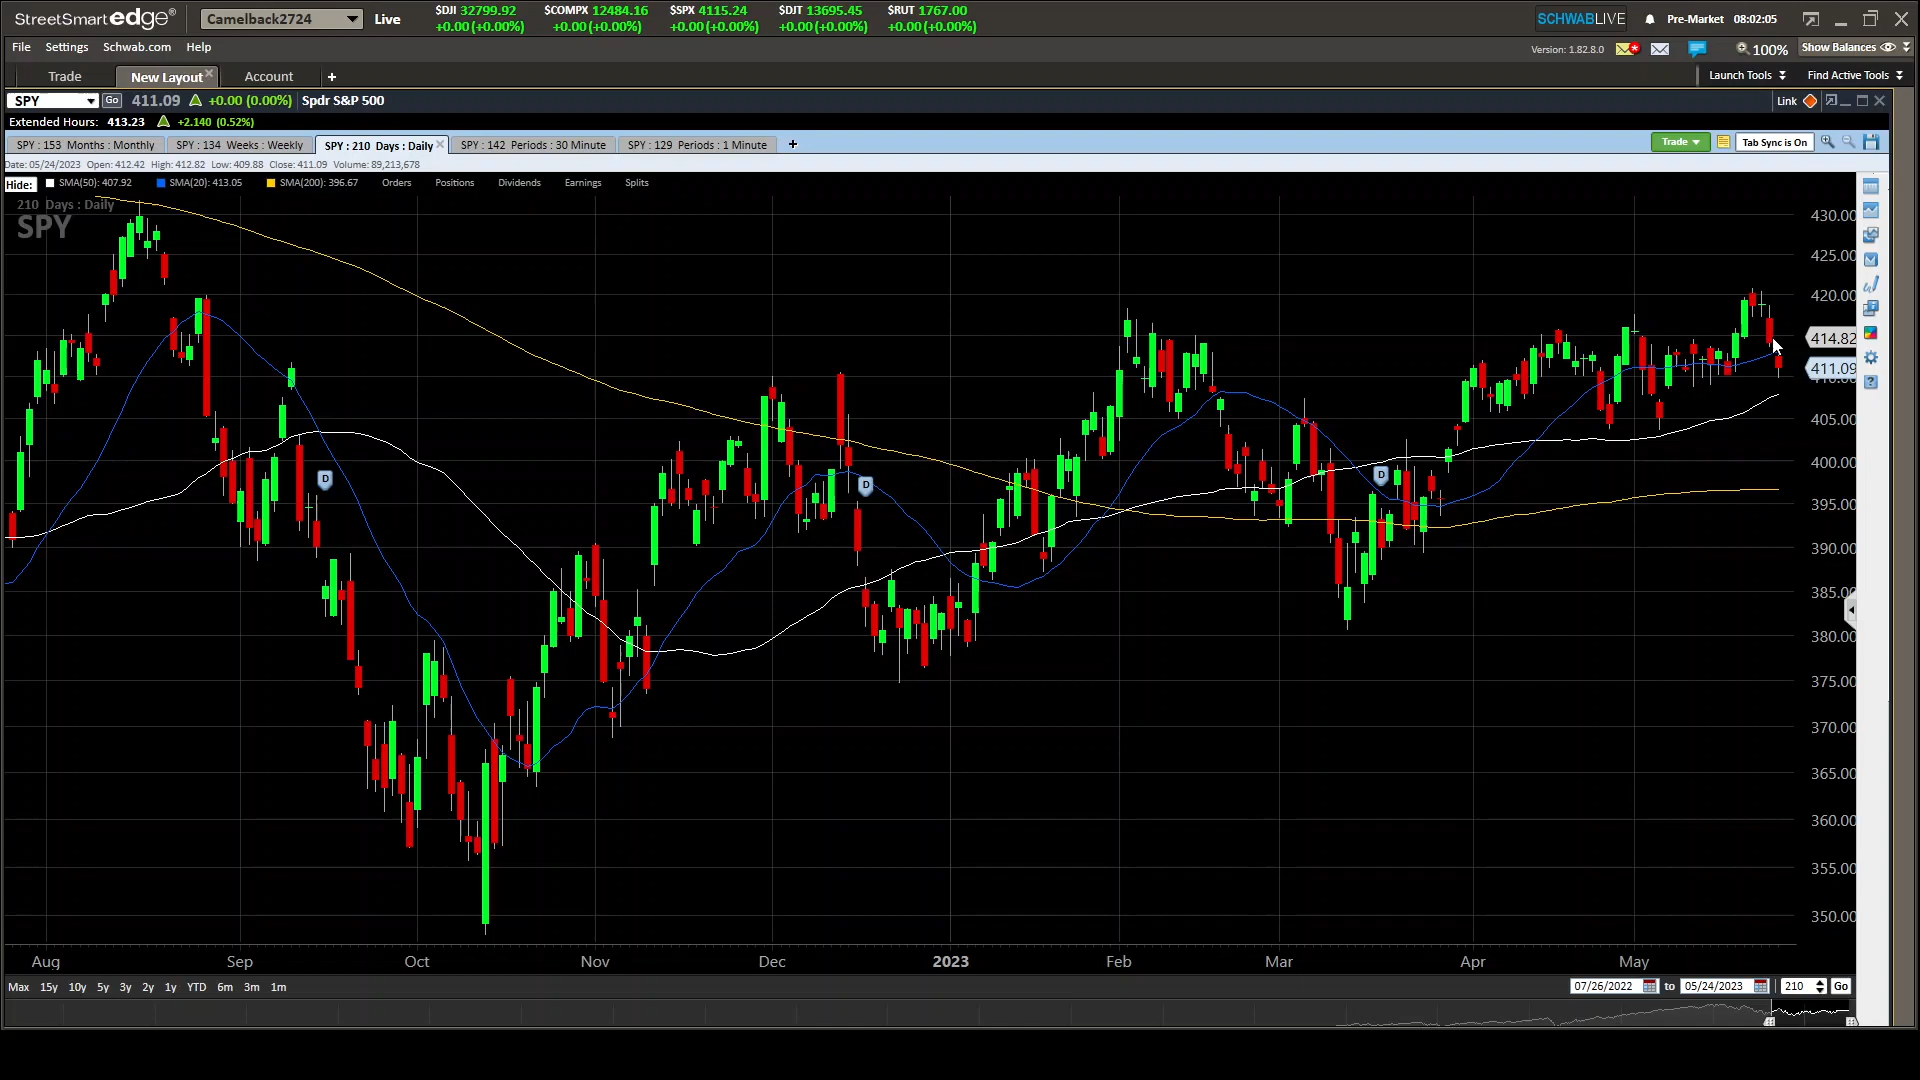 StreetSmart edge® Camelback2724 Live $DJI 32799.92 $COMPX 12484.16 $SPX 4115.24 $DJT 13695.45 $RUT 1767.00 SCHWABLIVE Pre-Market 08:02:05
+0.00 (+0.00%) +0.00 (+0.00%) +0.00 (+0.00%) +0.00 (+0.00%) +0.00 (+0.00%)
File Settings Schwab.com Help Version: 1.82.8.0 100% Show Balances
Trade New Layout Account + Launch Tools Find Active Tools
SPY Go 411.09 +0.00 (0.00%) Spdr S&P 500 Link
Extended Hours: 413.23 +2.140 (0.52%)
SPY : 153 Months : Monthly SPY : 134 Weeks : Weekly SPY : 210 Days : Daily SPY : 142 Periods : 30 Minute SPY : 129 Periods : 1 Minute + Trade Tab Sync is On
Date: 05/24/2023 Open: 412.42 High: 412.82 Low: 409.88 Close: 411.09 Volume: 89,213,678
Hide: SMA(50): 407.92 SMA(20): 413.05 SMA(200): 396.67 Orders Positions Dividends Earnings Splits
210 Days : Daily
SPY
430.00
425.00
420.00
414.82
411.09
410.00
405.00
400.00
D D D
395.00
390.00
385.00
380.00
375.00
370.00
365.00
360.00
355.00
350.00
Aug Sep Oct Nov Dec 2023 Feb Mar Apr May
Max 15y 10y 5y 3y 2y 1y YTD 6m 3m 1m 07/26/2022 to 05/24/2023 210 Go